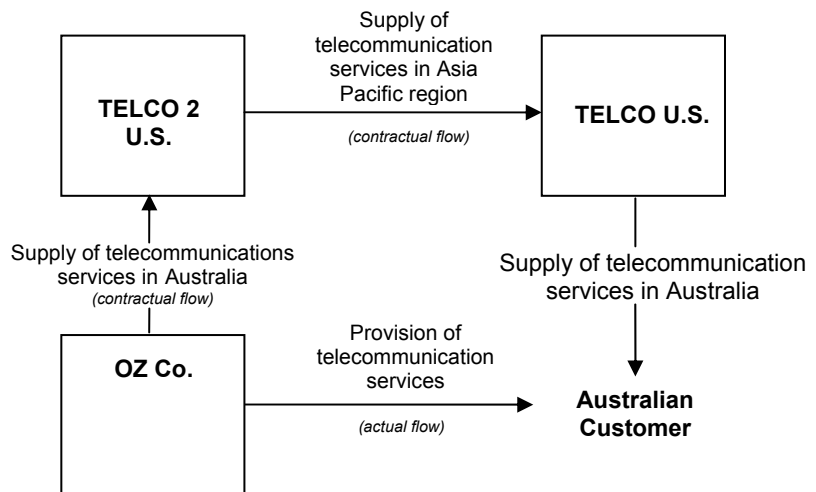 Supply of
telecommunication
services in Asia
Pacific region
(contractual flow)
TELCO 2
U.S.
TELCO U.S.
Supply of telecommunications
services in Australia
(contractual flow)
Supply of telecommunication
services in Australia
OZ Co.
Provision of
telecommunication
services
(actual flow)
Australian
Customer